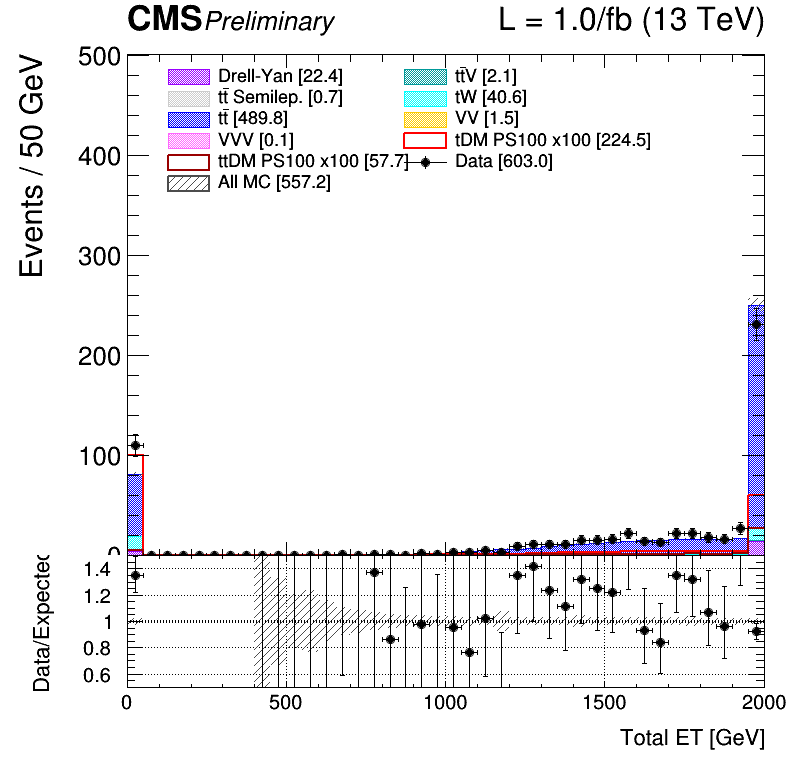 CMS Preliminary L = 1.0/fb (13 TeV)
Events / 50 GeV
500
400
300
200
100
0
Drell-Yan [22.4]
tt̄V [2.1]
tt̄ Semilep. [0.7]
tW [40.6]
tt̄ [489.8]
VV [1.5]
VVV [0.1]
tDM PS100 x100 [224.5]
ttDM PS100 x100 [57.7]
Data [603.0]
All MC [557.2]
Data/Expected
1.4
1.2
1
0.8
0.6
0 500 1000 1500 2000
Total ET [GeV]